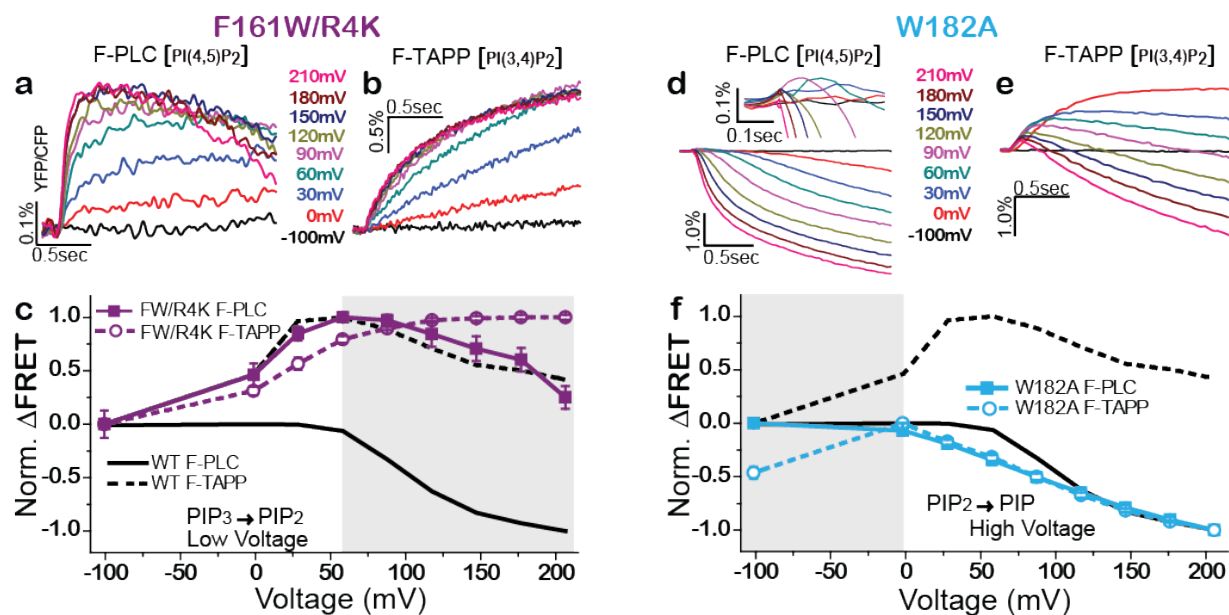 F161W/R4K
W182A
F-PLC [PI(4,5)P2]
F-TAPP [PI(3,4)P2]
F-PLC [PI(4,5)P2]
F-TAPP [PI(3,4)P2]
a
YFP/CFP
0.1%
0.5sec
210mV
180mV
150mV
120mV
90mV
60mV
30mV
0mV
-100mV
b
0.5sec
0.5%
d
0.1%
0.1sec
1.0%
0.5sec
210mV
180mV
150mV
120mV
90mV
60mV
30mV
0mV
-100mV
e
0.5sec
1.0%
c
Norm. ΔFRET
1.0
0.5
0.0
-0.5
-1.0
FW/R4K F-PLC
FW/R4K F-TAPP
WT F-PLC
WT F-TAPP
PIP3 → PIP2
Low Voltage
-100 -50 0 50 100 150 200
Voltage (mV)
f
Norm. ΔFRET
1.0
0.5
0.0
-0.5
-1.0
W182A F-PLC
W182A F-TAPP
PIP2 → PIP
High Voltage
-100 -50 0 50 100 150 200
Voltage (mV)